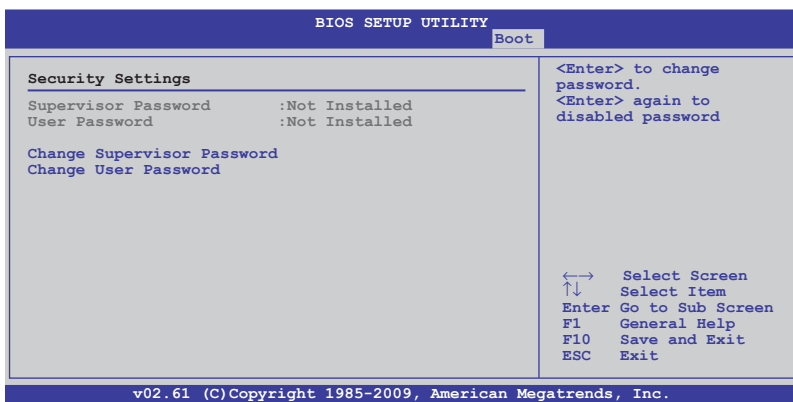 BIOS SETUP UTILITY
Boot
Security Settings
Supervisor Password :Not Installed
User Password :Not Installed
Change Supervisor Password
Change User Password
<Enter> to change
password.
<Enter> again to
disabled password
←→ Select Screen
↑↓ Select Item
Enter Go to Sub Screen
F1 General Help
F10 Save and Exit
ESC Exit
v02.61 (C)Copyright 1985-2009, American Megatrends, Inc.